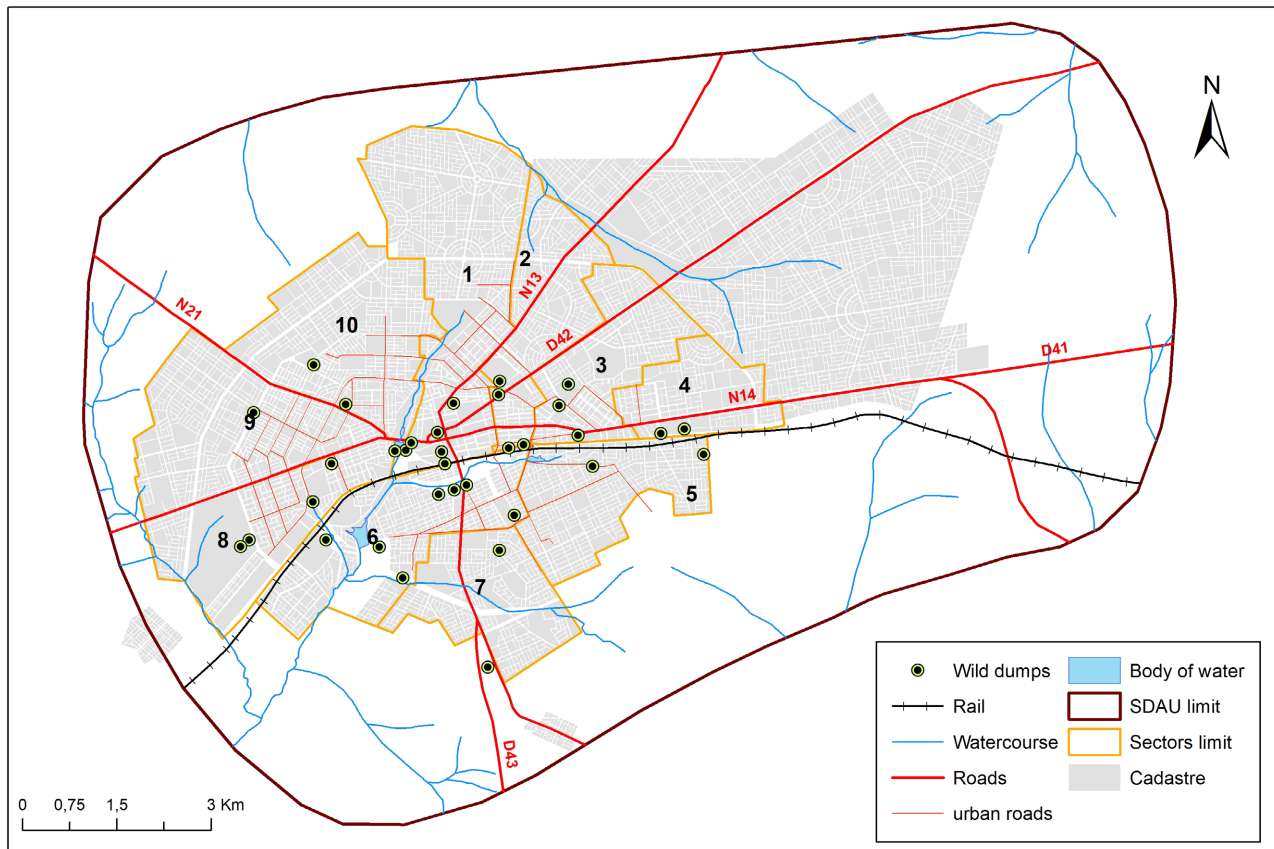 N
1
2
N13
N21
10
D42
3
4
D41
N14
9
5
8
6
7
D43
Wild dumps
Rail
Watercourse
Roads
urban roads
Body of water
SDAU limit
Sectors limit
Cadastre
0 0,75 1,5 3 Km